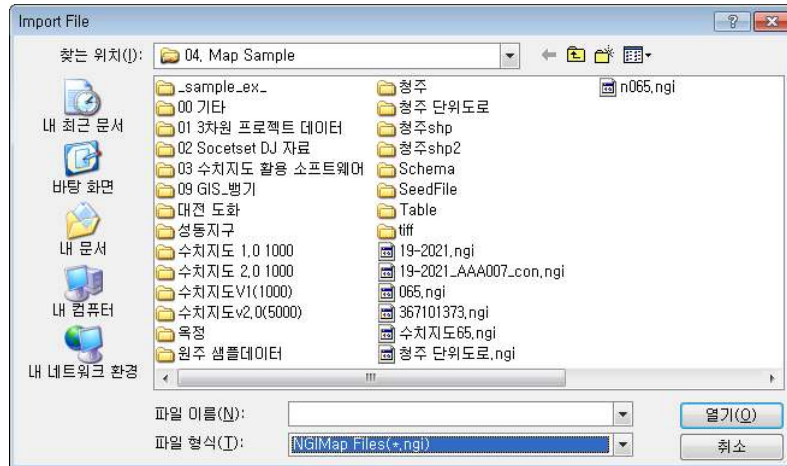 Import File
찾는 위치(I):
04. Map Sample
내 최근 문서
바탕 화면
내 문서
내 컴퓨터
내 네트워크 환경
_sample_ex_
00 기타
01 3차원 프로젝트 데이터
02 Socetset DJ 자료
03 수치지도 활용 소프트웨어
09 GIS_뱅기
대전 도화
성동지구
수치지도 1.0 1000
수치지도 2.0 1000
수치지도V1(1000)
수치지도v2.0(5000)
옥정
원주 샘플데이터
청주
청주 단위도로
청주shp
청주shp2
Schema
SeedFile
Table
tiff
19-2021.ngi
19-2021_AAA007_con.ngi
065.ngi
367101373.ngi
수치지도65.ngi
청주 단위도로.ngi
n065.ngi
파일 이름(N):
열기(O)
파일 형식(T):
NGIMap Files(*.ngi)
취소